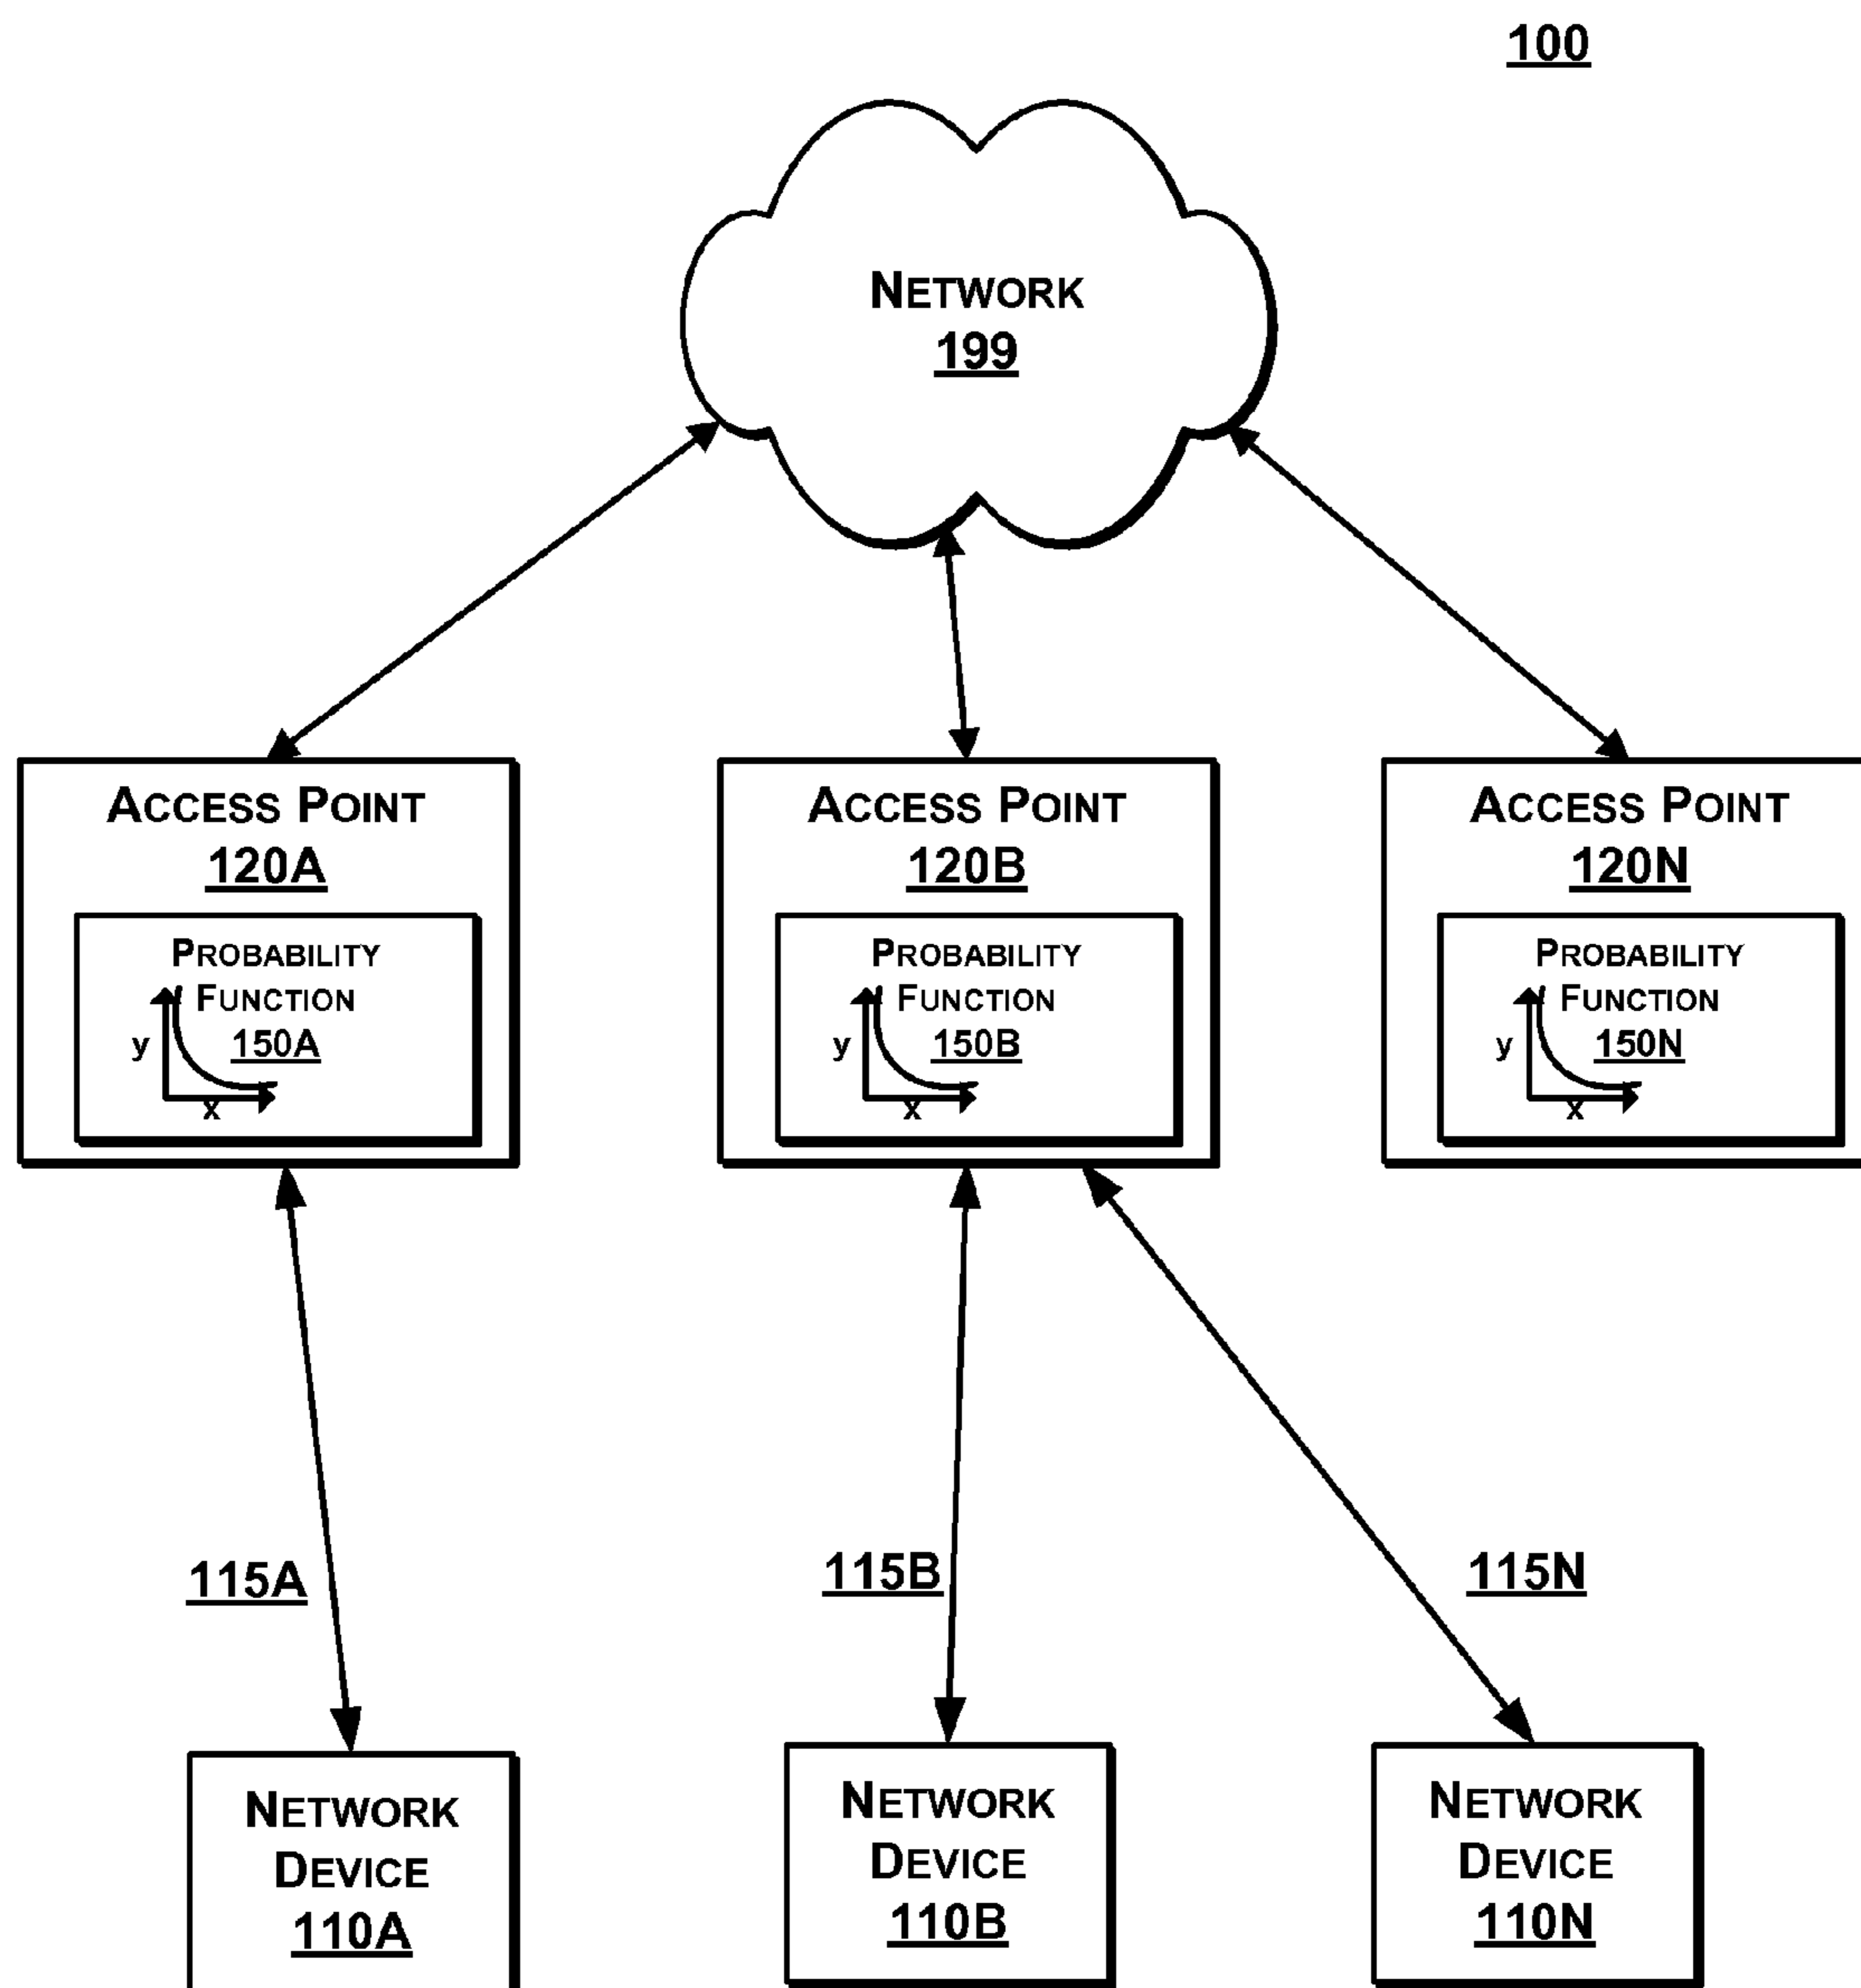 100
NETWORK
199
ACCESS POINT
120A
PROBABILITY
FUNCTION
150A
y
x
ACCESS POINT
120B
PROBABILITY
FUNCTION
150B
y
x
ACCESS POINT
120N
PROBABILITY
FUNCTION
150N
y
x
115A
115B
115N
NETWORK
DEVICE
110A
NETWORK
DEVICE
110B
NETWORK
DEVICE
110N